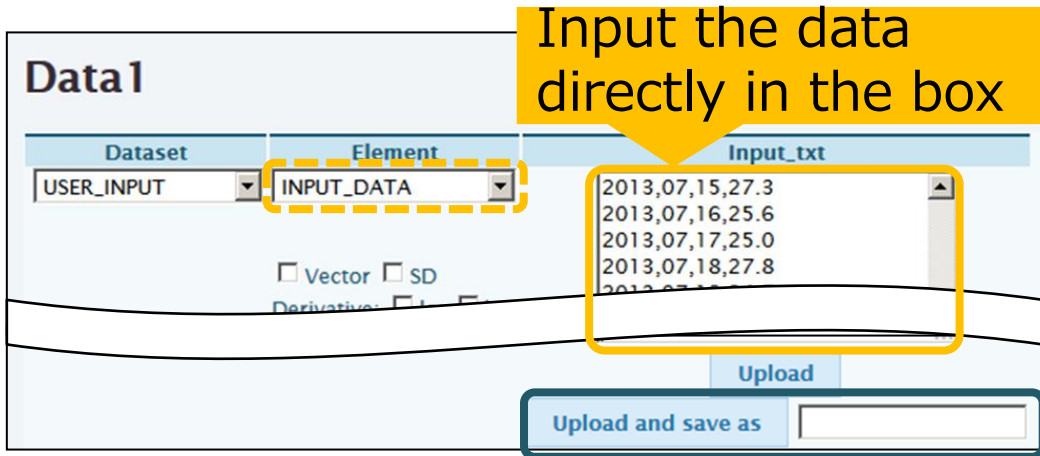 Input the data
directly in the box
Data1
Dataset Element Input_txt
USER_INPUT INPUT_DATA 2013,07,15,27.3
2013,07,16,25.6
2013,07,17,25.0
2013,07,18,27.8
Vector SD
Derivative:
Upload
Upload and save as